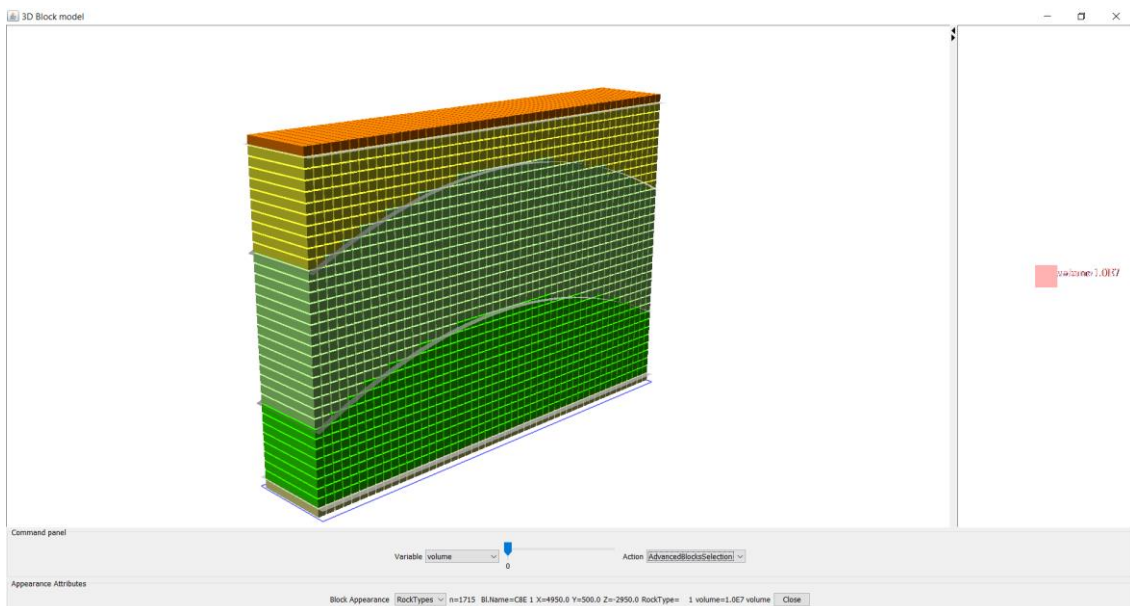 3D Block model
volume 1.0E7
Command panel
Variable volume 0 Action AdvancedBlocksSelection
Appearance Attributes
Block Appearance RockTypes n=1715 Bl.Name=CBE 1 X=4950.0 Y=500.0 Z=-2950.0 RockType= 1 volume=1.0E7 volume Close